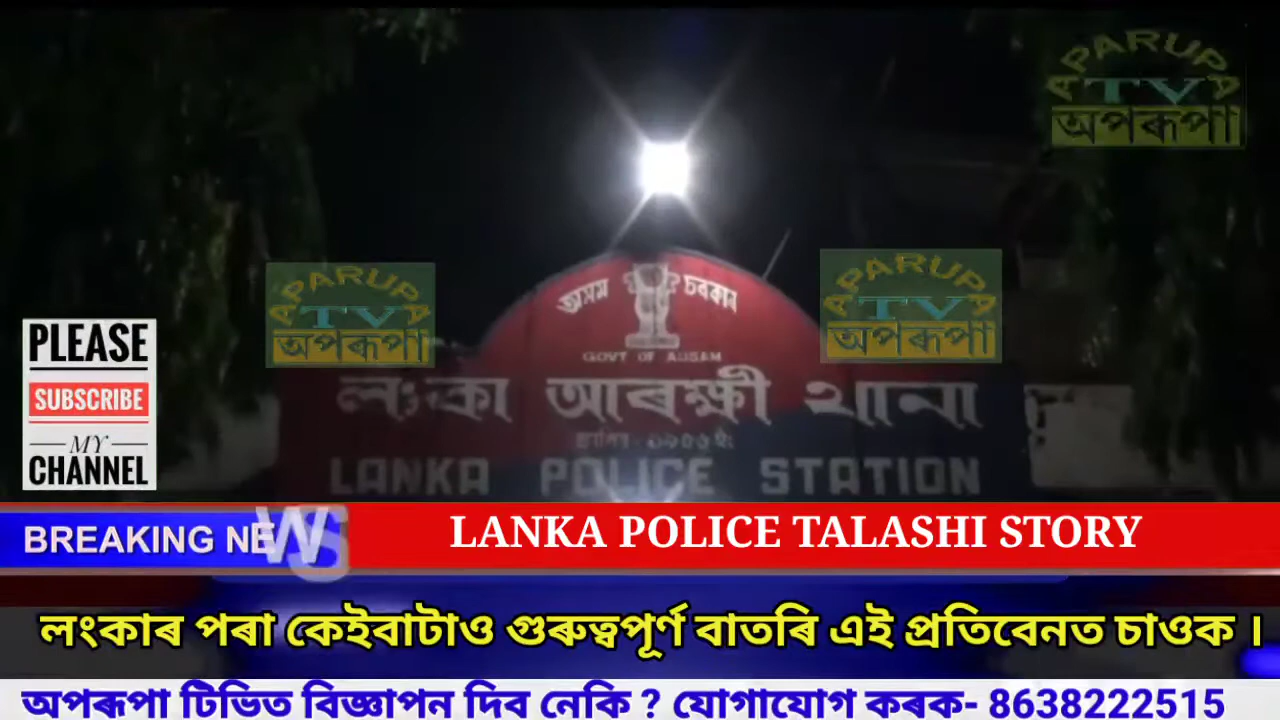 APARUPA
TV
অপৰূপা
APARUPA
TV
অপৰূপা
APARUPA
TV
অপৰূপা
অসম চৰকাৰ
GOVT OF ASSAM
লংকা আৰক্ষী থানা
LANKA POLICE STATION
PLEASE
SUBSCRIBE
MY
CHANNEL
BREAKING NEWS
LANKA POLICE TALASHI STORY
লংকাৰ পৰা কেইবাটাও গুৰুত্বপূৰ্ণ বাতৰি এই প্ৰতিবেনত চাওক ।
অপৰূপা টিভিত বিজ্ঞাপন দিব নেকি ? যোগাযোগ কৰক- 8638222515